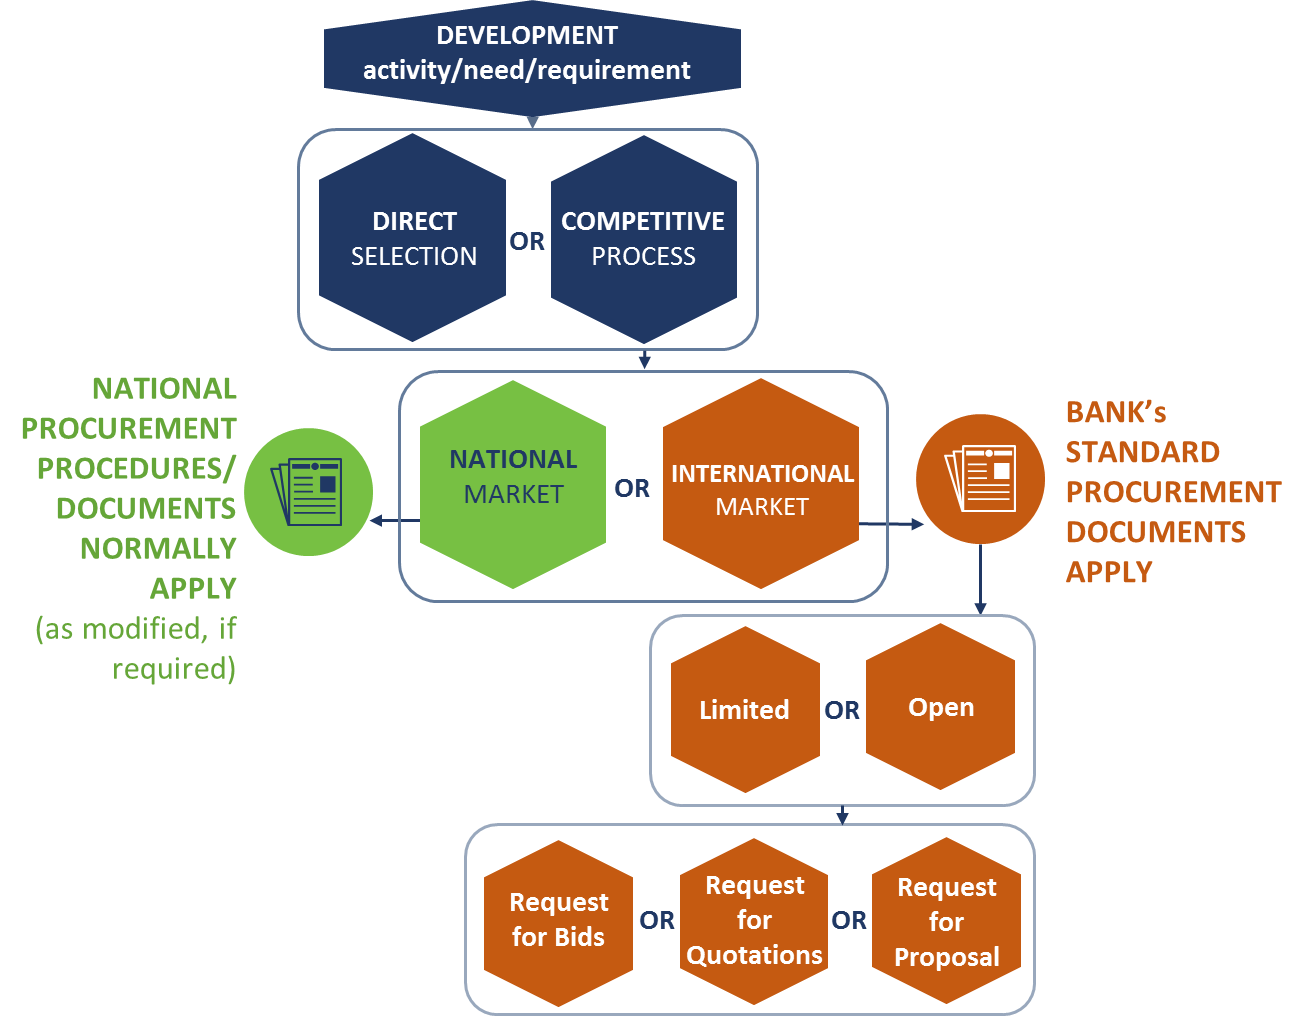 DEVELOPMENT
activity/need/requirement
DIRECT
SELECTION
OR
COMPETITIVE
PROCESS
NATIONAL
PROCUREMENT
PROCEDURES/
DOCUMENTS
NORMALLY
APPLY
(as modified, if
required)
NATIONAL
MARKET
OR
INTERNATIONAL
MARKET
BANK’s
STANDARD
PROCUREMENT
DOCUMENTS
APPLY
Limited
OR
Open
Request
for Bids
OR
Request
for
Quotations
OR
Request
for
Proposal